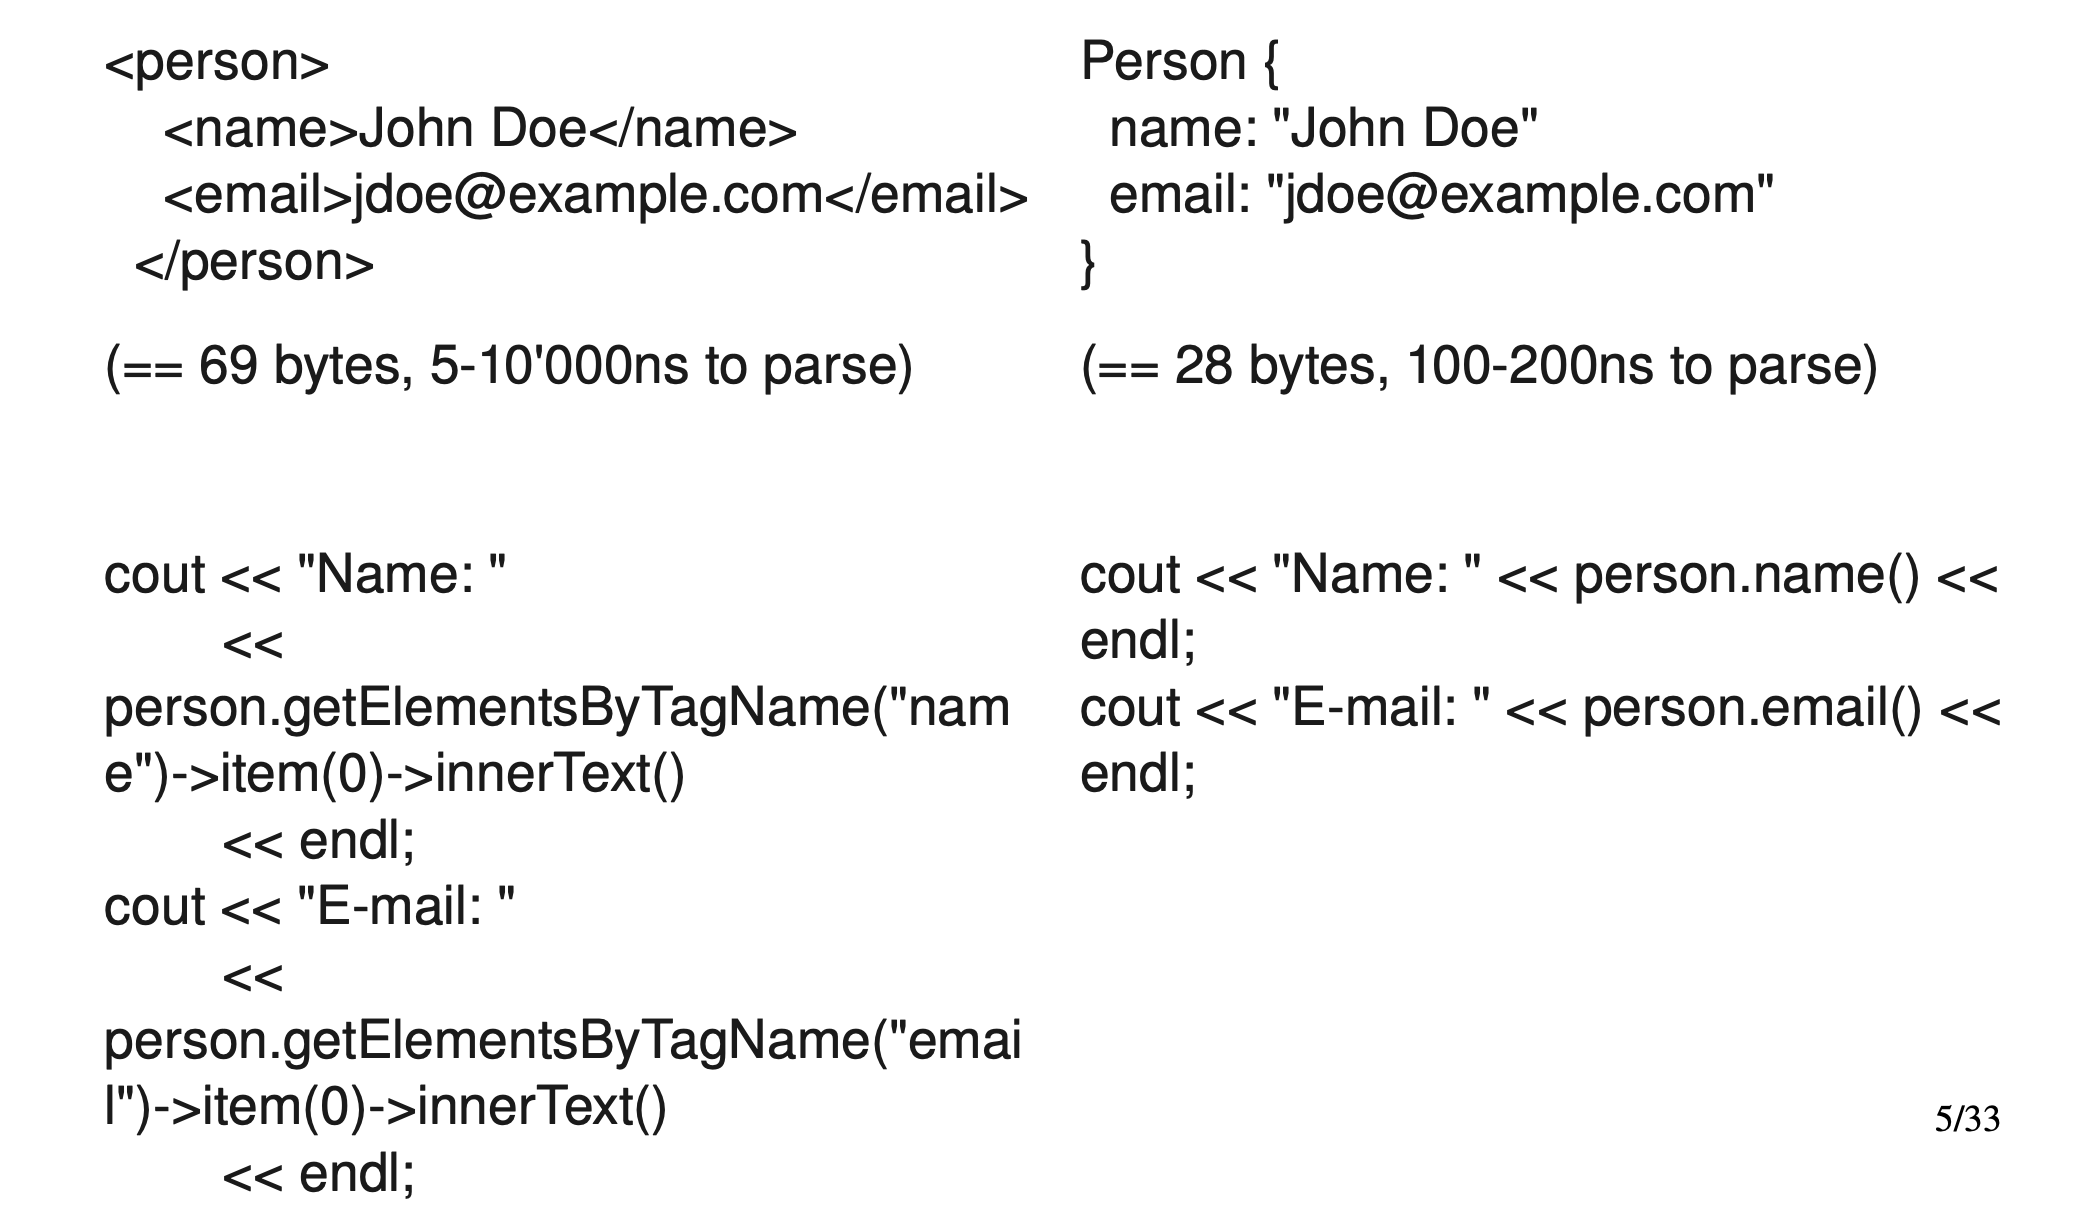 <person>
<name>John Doe</name>
<email>jdoe@example.com</email>
</person>
(== 69 bytes, 5-10'000ns to parse)
cout << "Name: "
<<
person.getElementsByTagName("nam
e")->item(0)->innerText()
<< endl;
cout << "E-mail: "
<<
person.getElementsByTagName("emai
l")->item(0)->innerText()
<< endl;
Person {
name: "John Doe"
email: "jdoe@example.com"
}
(== 28 bytes, 100-200ns to parse)
cout << "Name: " << person.name() <<
endl;
cout << "E-mail: " << person.email() <<
endl;
5/33